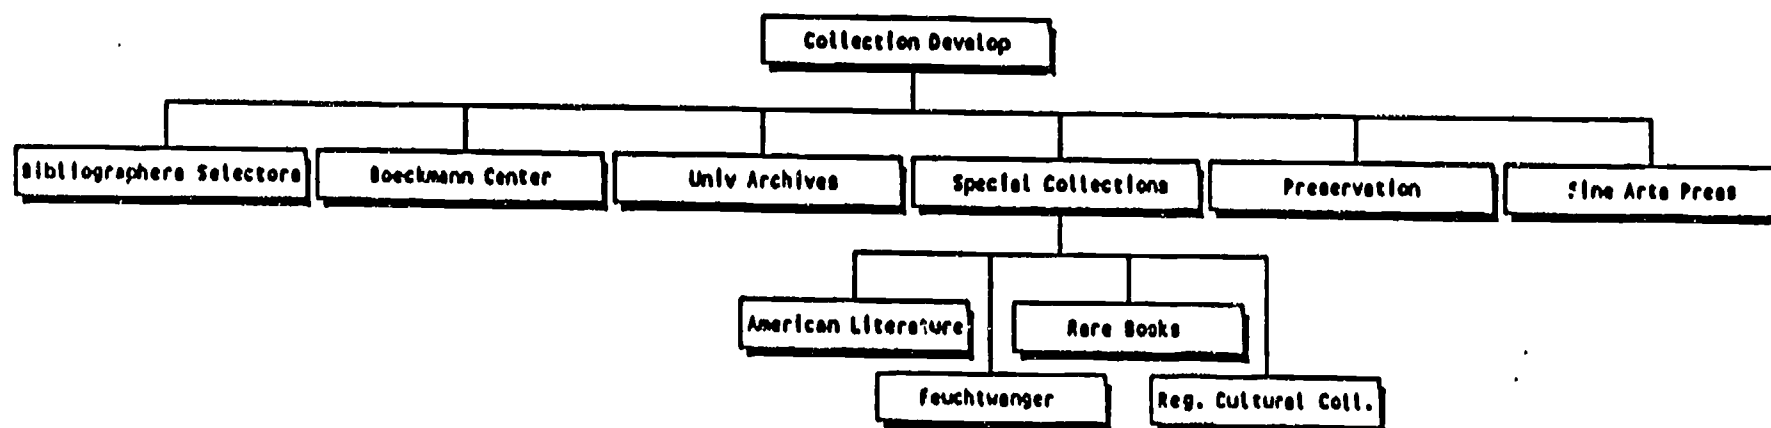 Collection Develop
Bibliographers Selectors
Boeckmann Center
Univ Archives
Special Collections
Preservation
Fine Arts Press
American Literature
Rare Books
Feuchtwanger
Reg. Cultural Coll.